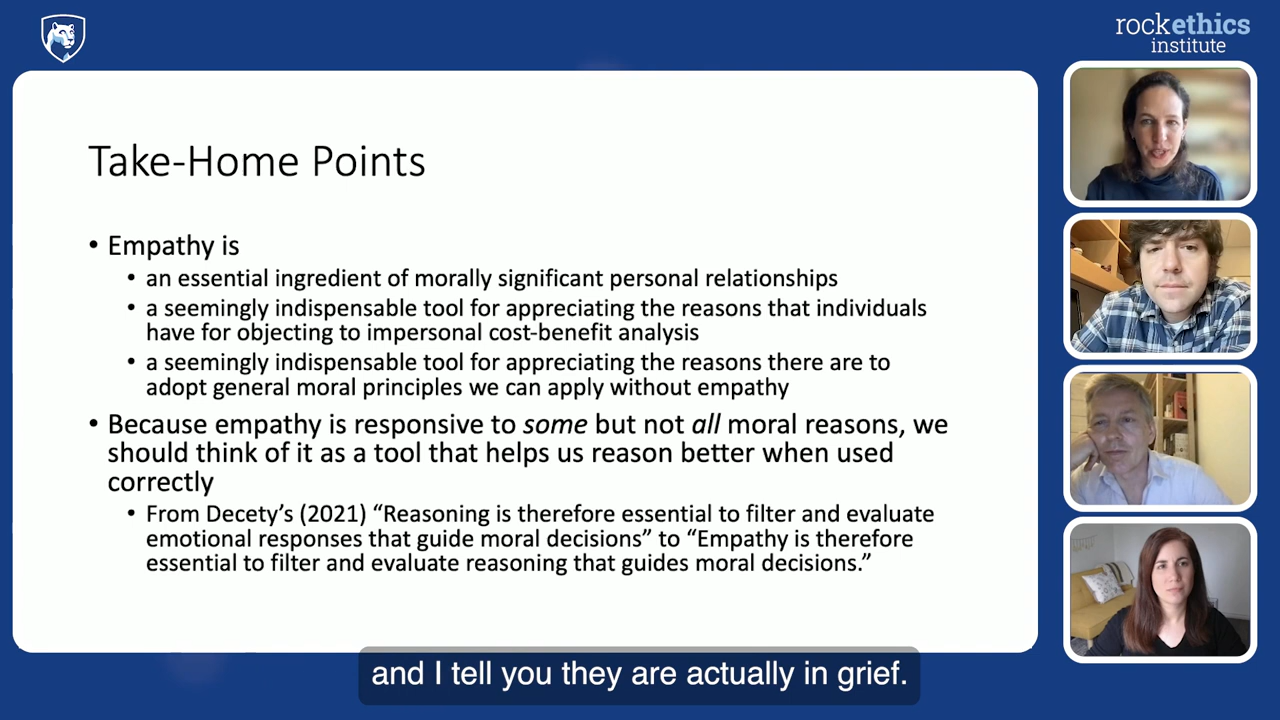 rockethics
institute
Take-Home Points
• Empathy is
• an essential ingredient of morally significant personal relationships
• a seemingly indispensable tool for appreciating the reasons that individuals
have for objecting to impersonal cost-benefit analysis
• a seemingly indispensable tool for appreciating the reasons there are to
adopt general moral principles we can apply without empathy
• Because empathy is responsive to some but not all moral reasons, we
should think of it as a tool that helps us reason better when used
correctly
• From Decety’s (2021) “Reasoning is therefore essential to filter and evaluate
emotional responses that guide moral decisions” to “Empathy is therefore
essential to filter and evaluate reasoning that guides moral decisions.”
and I tell you they are actually in grief.